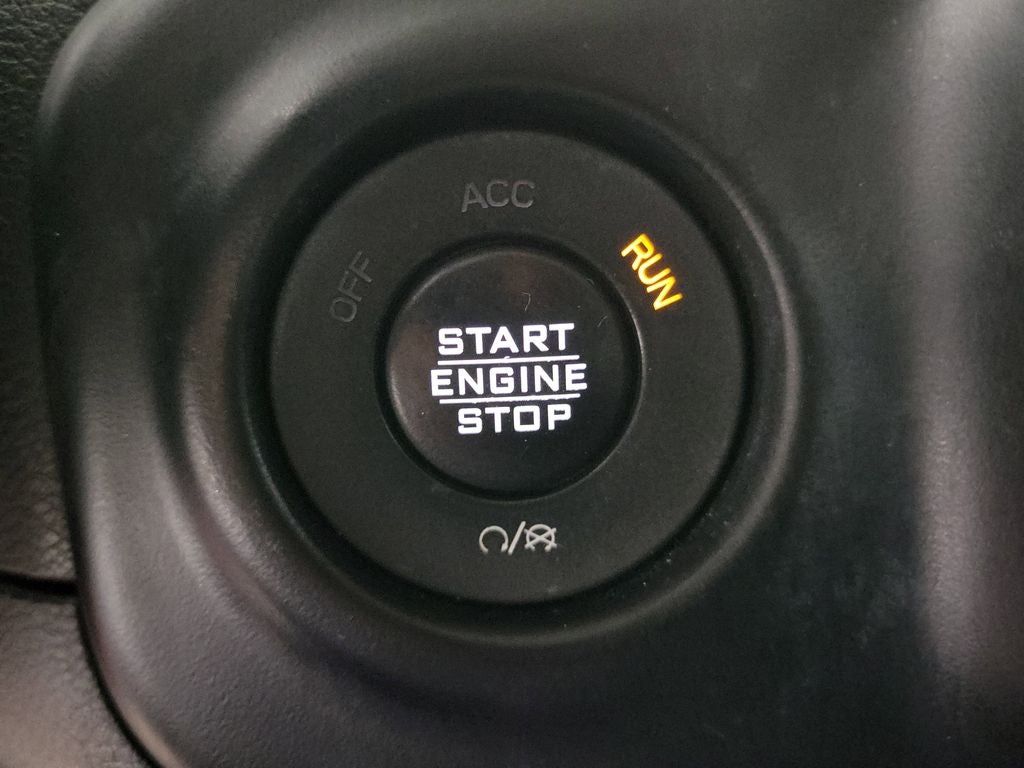 ACC
OFF
RUN
START
ENGINE
STOP